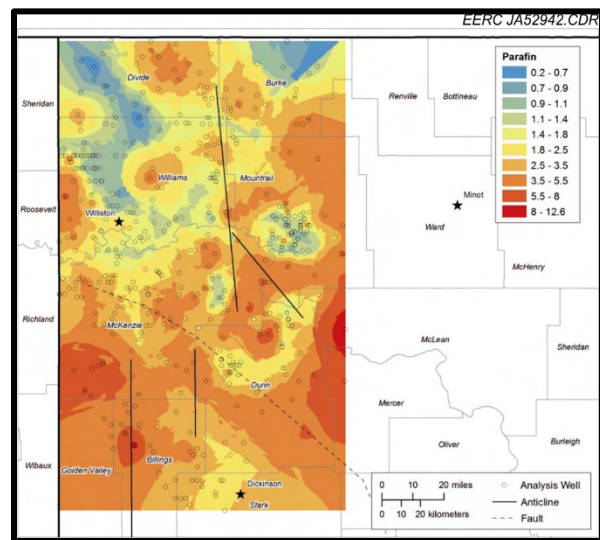 EERC JA52942.CDR
Parafin
0.2 - 0.7
0.7 - 0.9
0.9 - 1.1
1.1 - 1.4
1.4 - 1.8
1.8 - 2.5
2.5 - 3.5
3.5 - 5.5
5.5 - 8
8 - 12.6
Divide
Burke
Renville
Bottineau
Sheridan
Williams
Mountrail
Minot
Roosevelt
Williston
Ward
McHenry
Richland
McKenzie
McLean
Sheridan
Dunn
Mercer
Oliver
Burleigh
Wibaux
Golden Valley
Billings
Dickinson
Stark
0 10 20 miles
0 10 20 kilometers
Analysis Well
Anticline
Fault